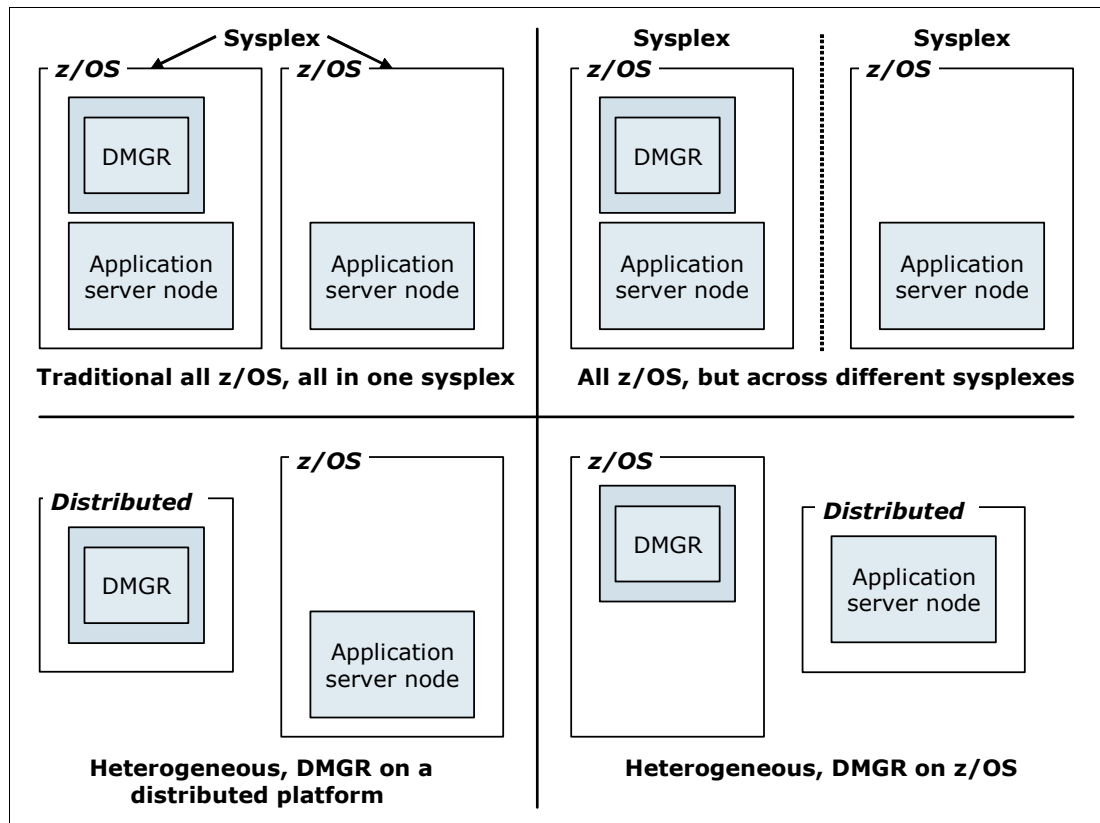 Sysplex
z/OS
z/OS
DMGR
Application
server node
Application
server node
Traditional all z/OS, all in one sysplex
Sysplex
Sysplex
z/OS
z/OS
DMGR
Application
server node
Application
server node
All z/OS, but across different sysplexes
Distributed
DMGR
z/OS
Application
server node
Heterogeneous, DMGR on a
distributed platform
z/OS
DMGR
Distributed
Application
server node
Heterogeneous, DMGR on z/OS